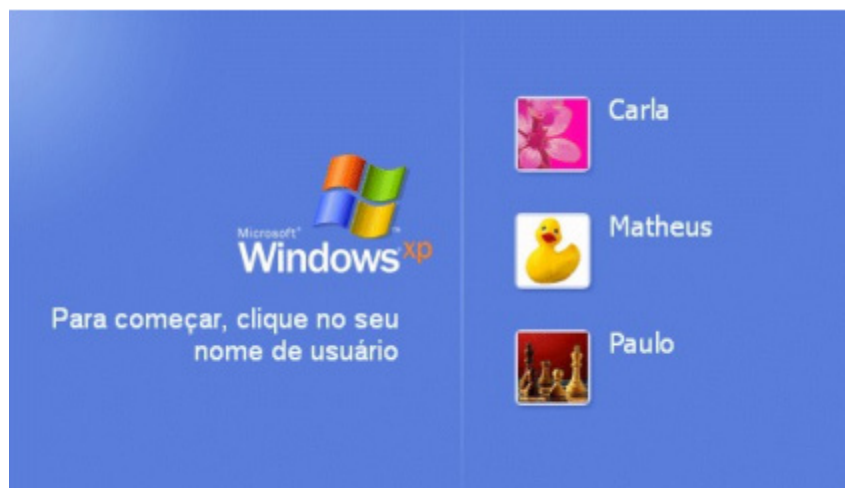 Microsoft®
Windows xp
Para começar, clique no seu
nome de usuário
Carla
Matheus
Paulo